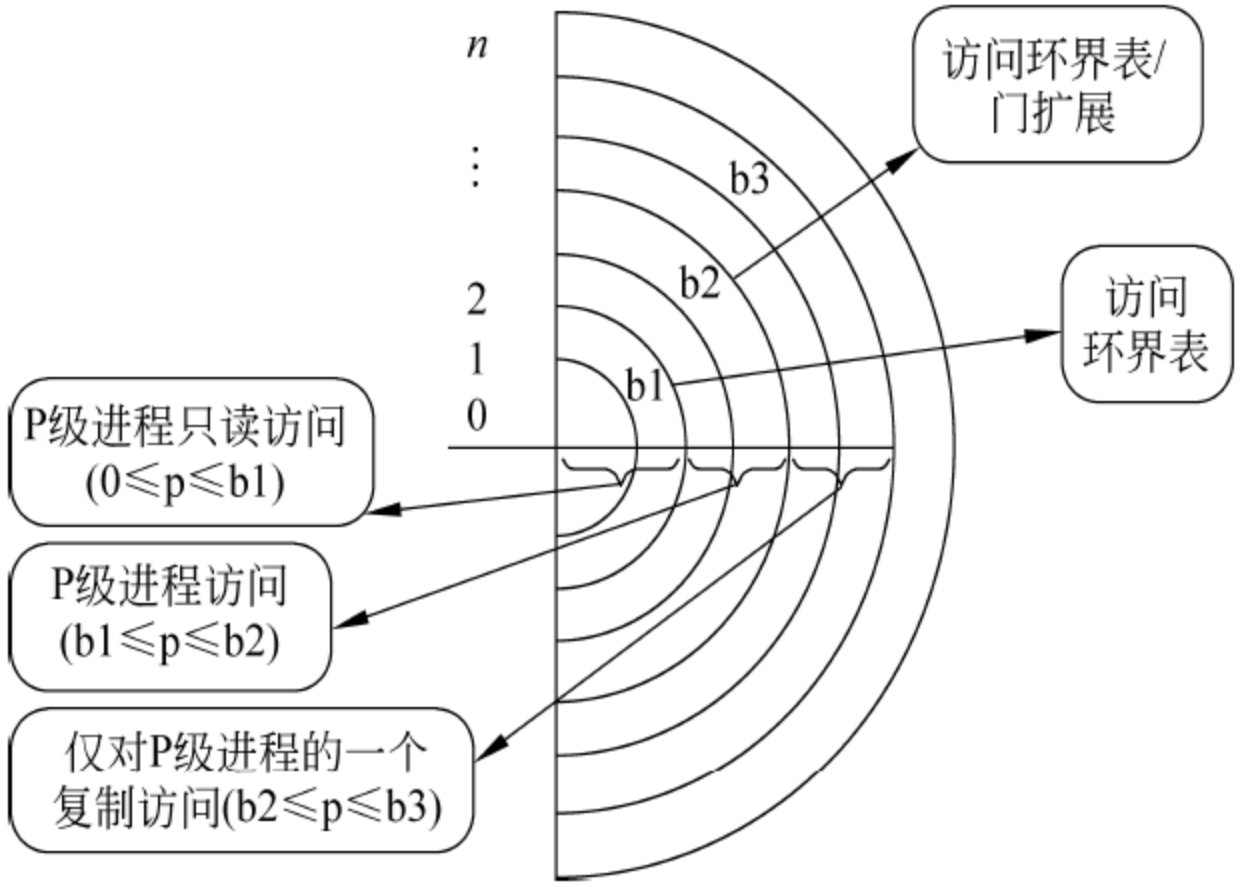 n
⋮
2
1
0
b3
b2
b1
访问环界表/
门扩展
访问
环界表
P级进程只读访问
(0≤p≤b1)
P级进程访问
(b1≤p≤b2)
仅对P级进程的一个
复制访问(b2≤p≤b3)